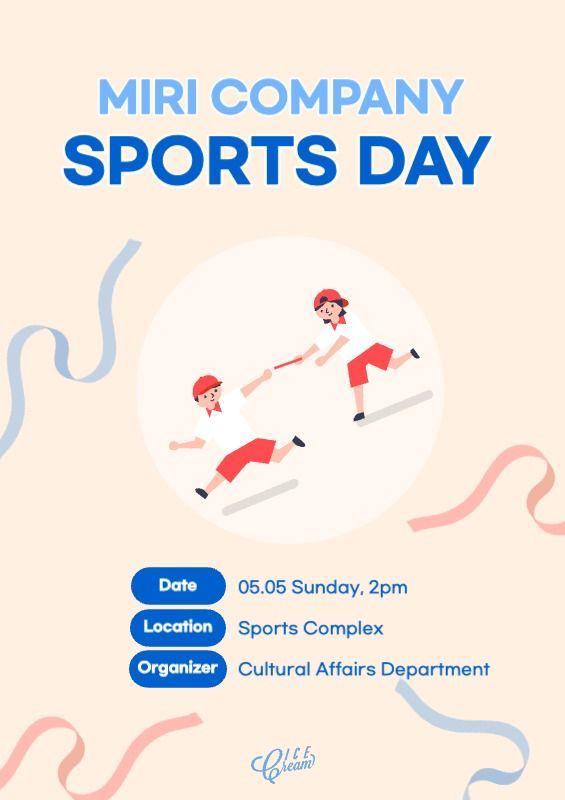 MIRI COMPANY
SPORTS DAY
Date 05.05 Sunday, 2pm
Location Sports Complex
Organizer Cultural Affairs Department
ICE
Cream